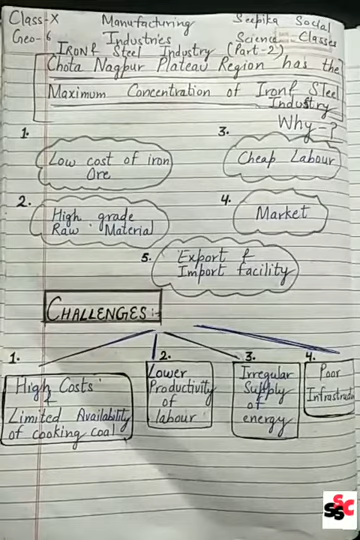 Class-X Manufacturing Deepika Social
Geo-6 Industries Science Classes
Iron & Steel Industry (Part-2)
Chota Nagpur Plateau Region has the
Maximum Concentration of Iron & Steel
Industry
Why-?
1.
Low cost of iron
Ore
3.
Cheap Labour
2.
High grade
Raw Material
4.
Market
5. Export &
Import facility
CHALLENGES:-
1.
High Costs
&
Limited Availability
of cooking coal
2.
Lower
Productivity
of
labour
3.
Irregular
Supply
of
energy
4.
Poor
SSC